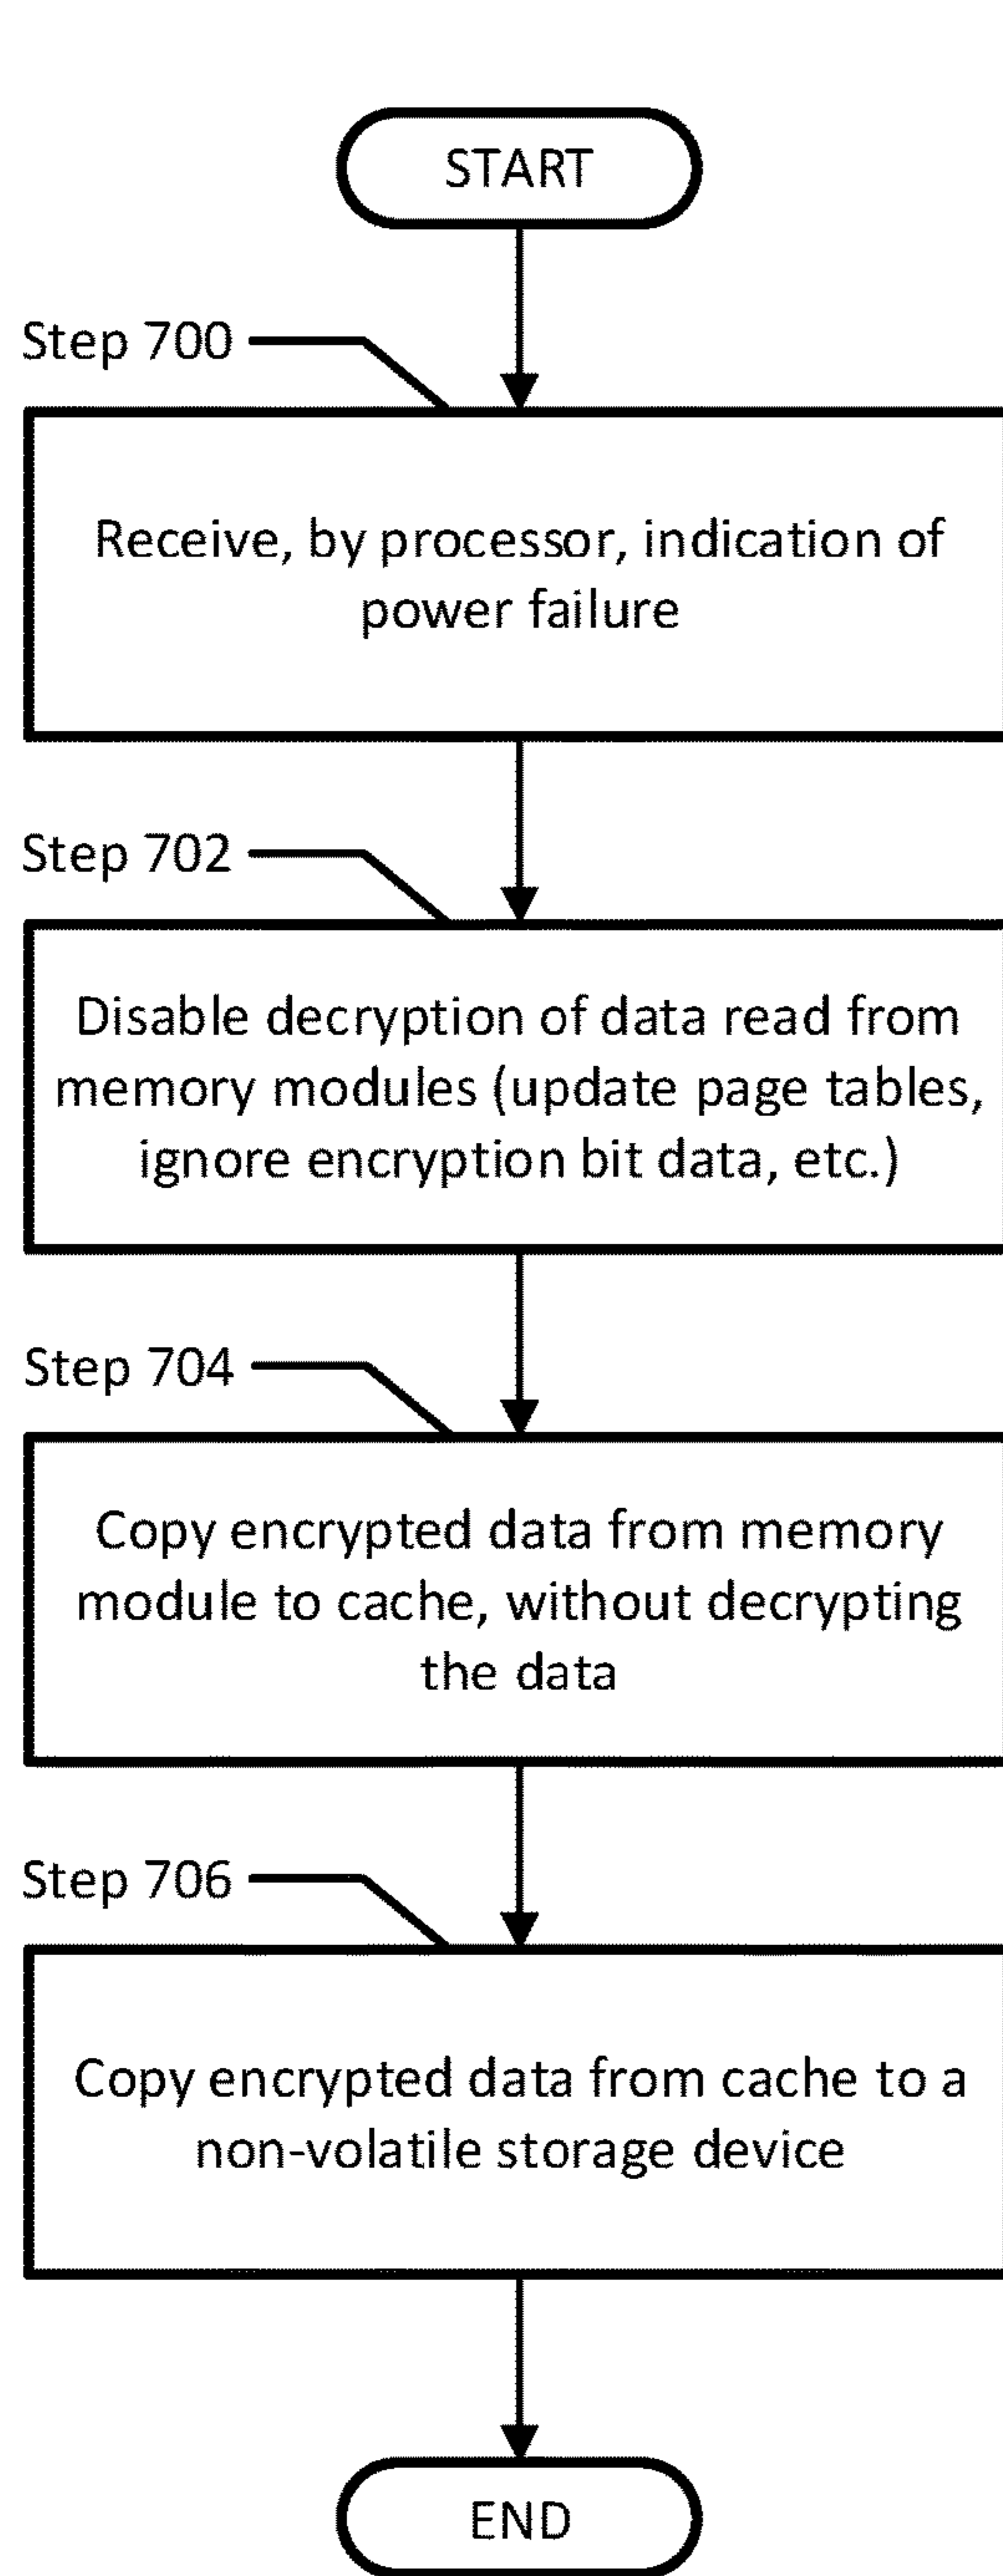 START
Step 700
Receive, by processor, indication of
power failure
Step 702
Disable decryption of data read from
memory modules (update page tables,
ignore encryption bit data, etc.)
Step 704
Copy encrypted data from memory
module to cache, without decrypting
the data
Step 706
Copy encrypted data from cache to a
non-volatile storage device
END